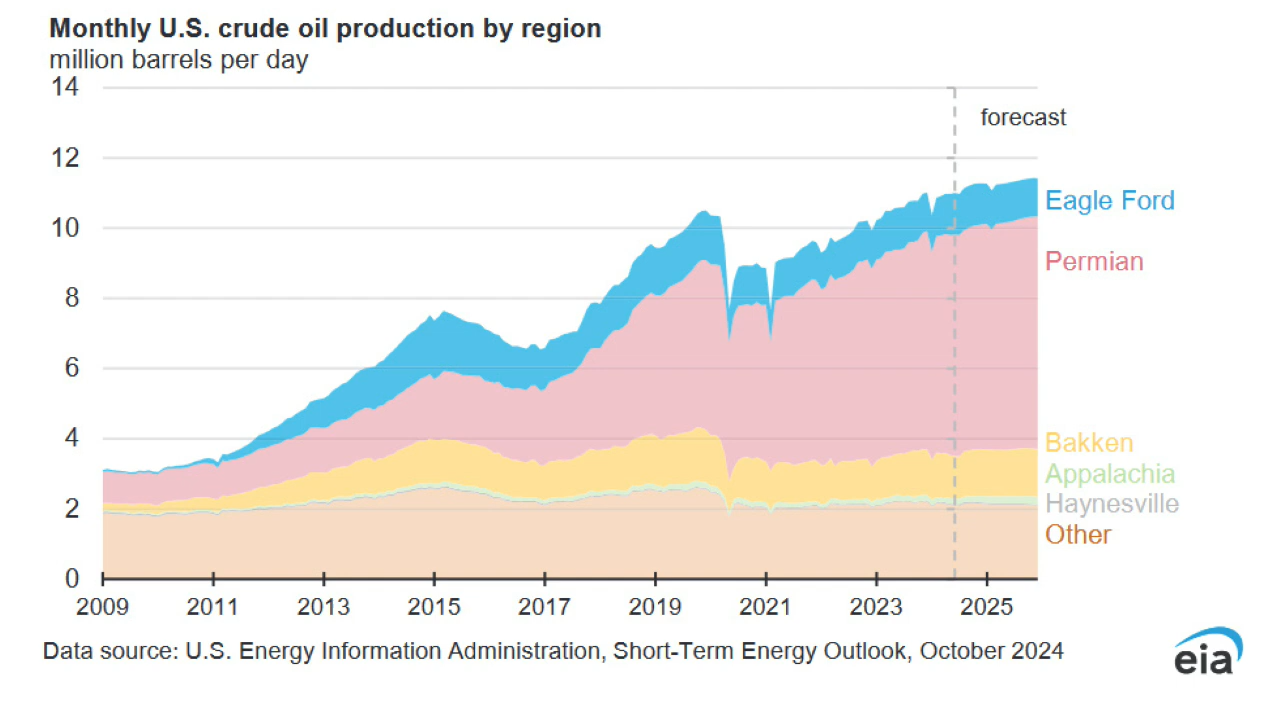 Monthly U.S. crude oil production by region
million barrels per day
14
forecast
12
Eagle Ford
10
Permian
8
6
4
Bakken
Appalachia
2
Haynesville
Other
0
2009 2011 2013 2015 2017 2019 2021 2023 2025
Data source: U.S. Energy Information Administration, Short-Term Energy Outlook, October 2024
eia